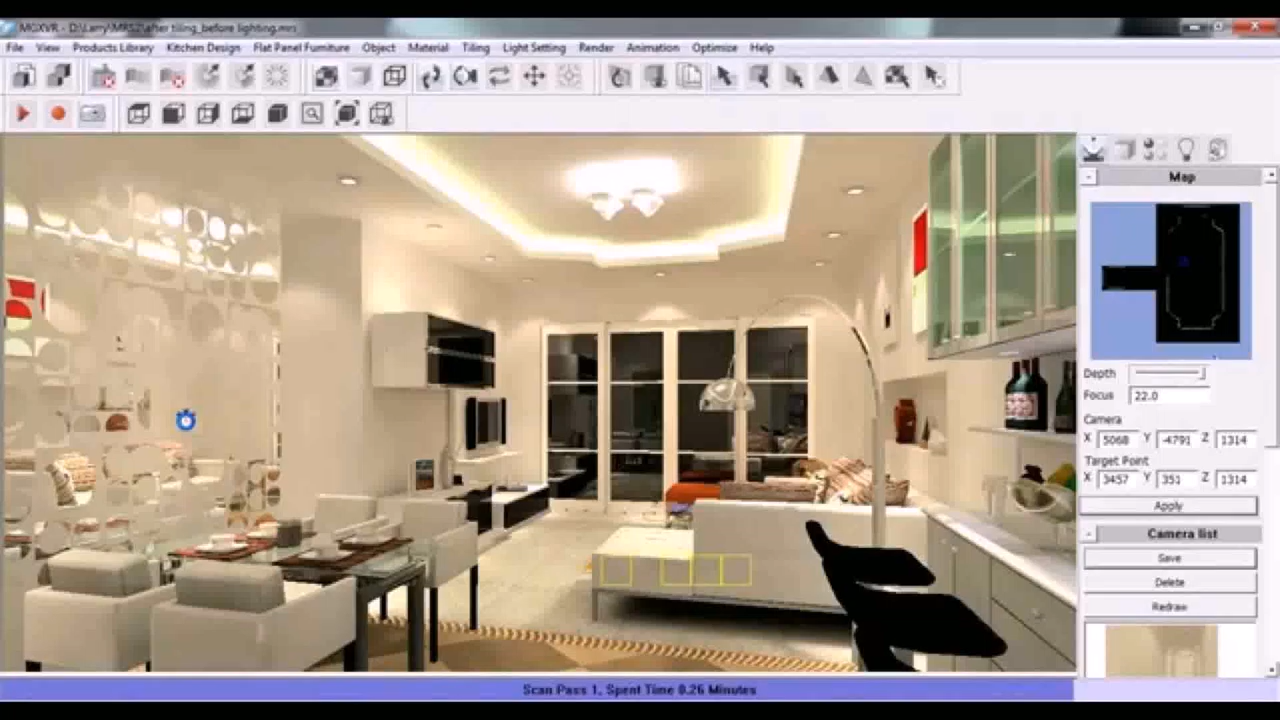 MGXVR - D:\Larry\MRS2\after tiling_before lighting.mrs
File View Products Library Kitchen Design Flat Panel Furniture Object Material Tiling Light Setting Render Animation Optimize Help
Map
Depth
Focus 22.0
Camera
X 5068 Y -4791 Z 1314
Target Point
X 3457 Y 351 Z 1314
Apply
Camera list
Save
Delete
Redraw
Scan Pass 1, Spent Time 0.26 Minutes